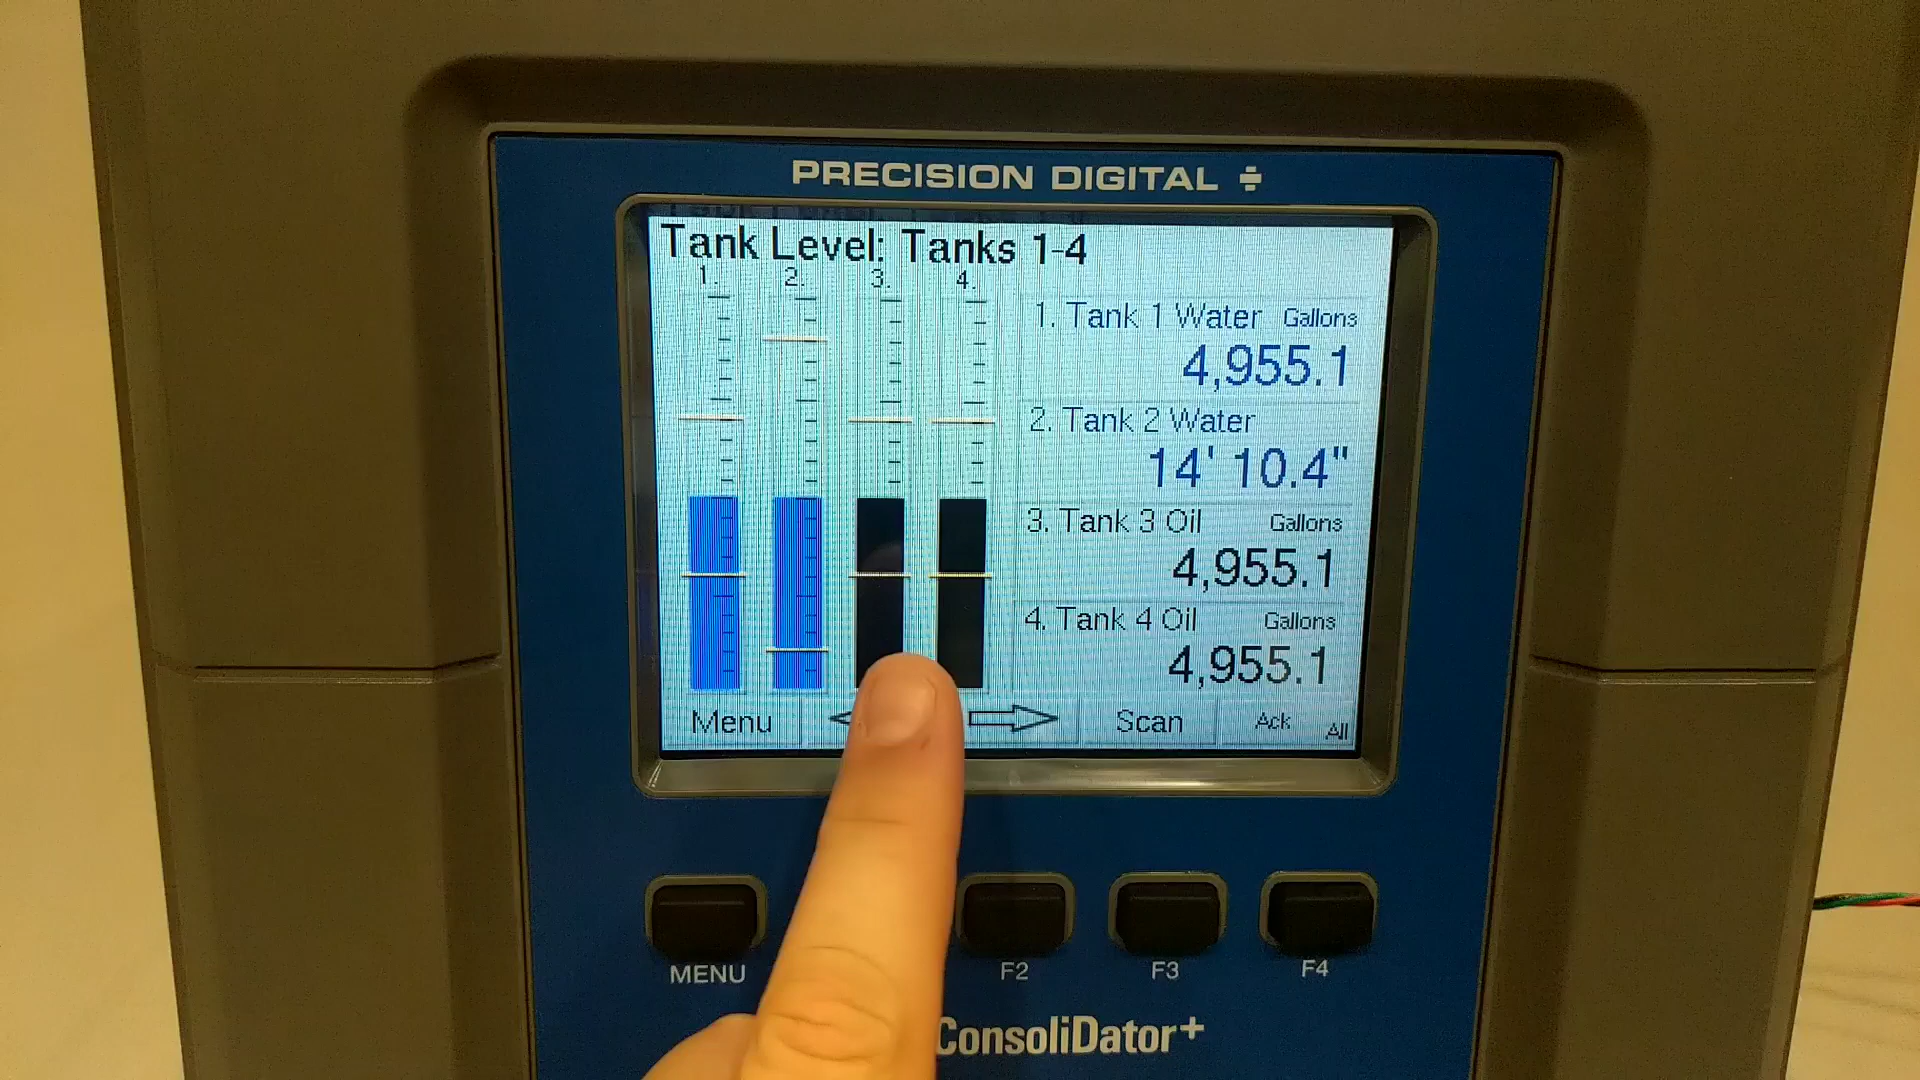 PRECISION DIGITAL
Tank Level: Tanks 1-4
1. 2. 3. 4.
1. Tank 1 Water Gallons
4,955.1
2. Tank 2 Water
14' 10.4"
3. Tank 3 Oil Gallons
4,955.1
4. Tank 4 Oil Gallons
4,955.1
Menu Scan Ack All
MENU F2 F3 F4
ConsoliDator+